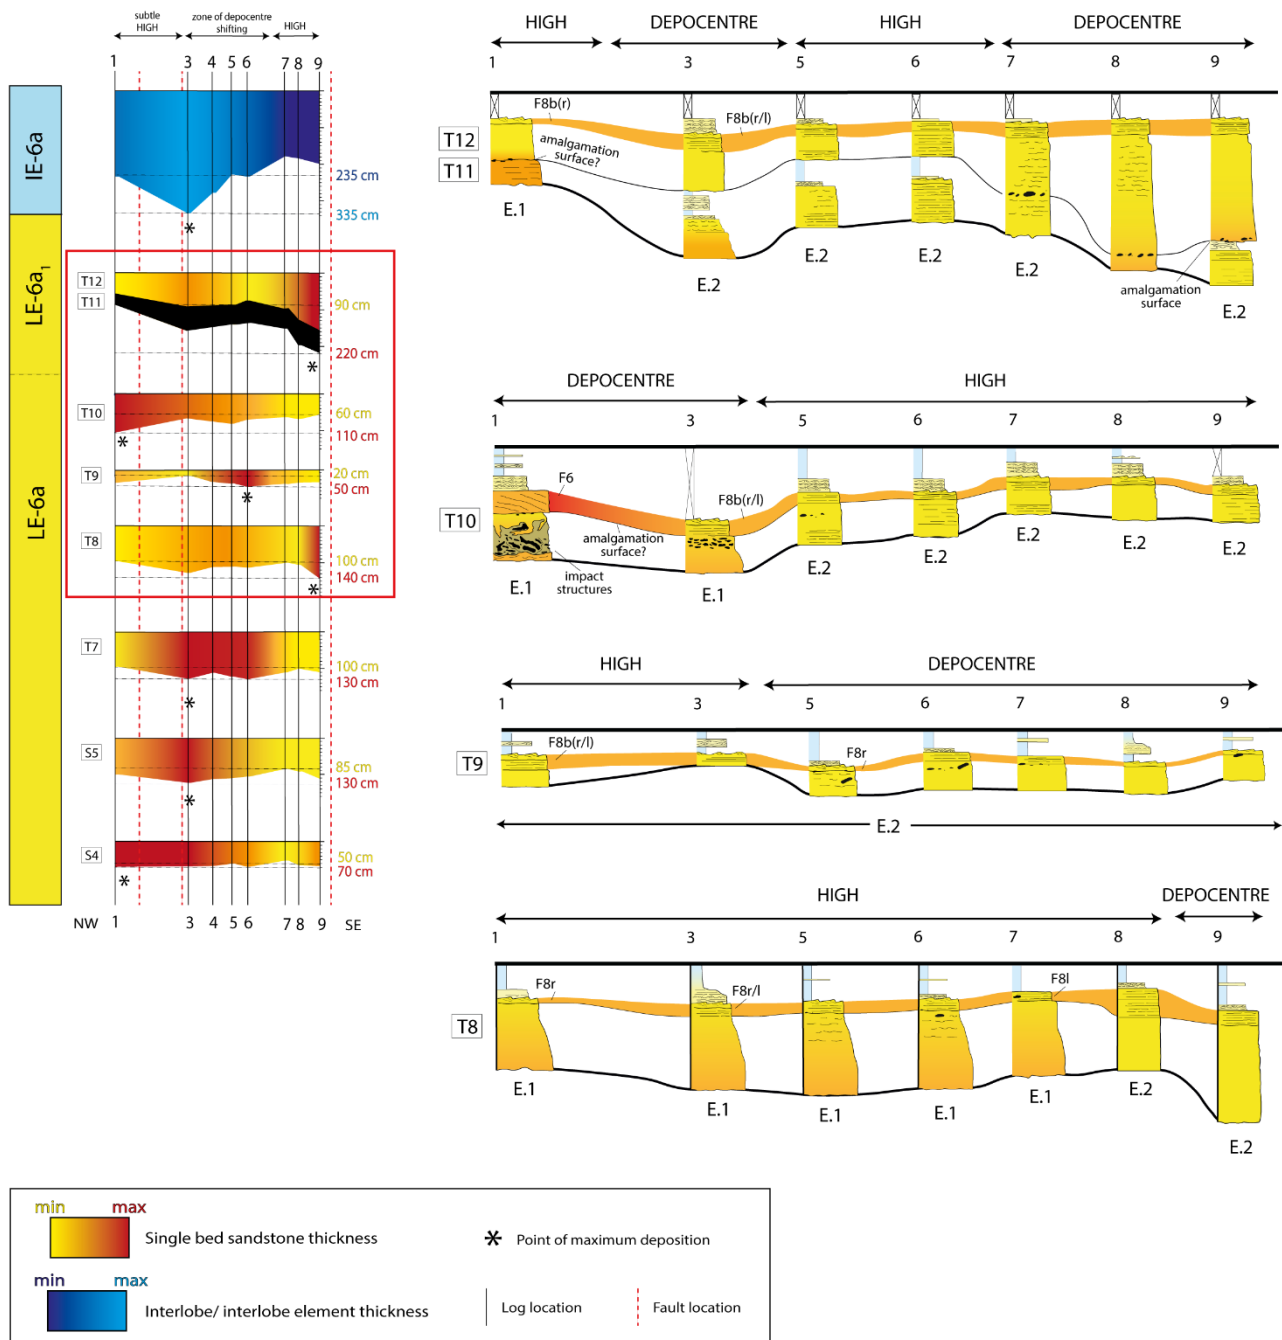 subtle
HIGH
zone of depocentre
shifting
HIGH
1 3 4 5 6 7 8 9
IE-6a
235 cm
335 cm
*
LE-6a1
T12
T11
90 cm
220 cm
*
LE-6a
T10
60 cm
110 cm
*
T9
20 cm
50 cm
*
T8
100 cm
140 cm
*
T7
100 cm
130 cm
*
S5
85 cm
130 cm
*
S4
50 cm
70 cm
*
NW 1 3 4 5 6 7 8 9 SE
HIGH DEPOCENTRE HIGH DEPOCENTRE
1 3 5 6 7 8 9
F8b(r)
F8b(r/l)
T12
amalgamation
surface?
T11
E.1
E.2
E.2
E.2
E.2
amalgamation
surface
E.2
DEPOCENTRE HIGH
1 3 5 6 7 8 9
F6
F8b(r/l)
T10
amalgamation
surface?
impact
structures
E.1
E.1
E.2
E.2
E.2
E.2
E.2
HIGH DEPOCENTRE
1 3 5 6 7 8 9
F8b(r/l)
F8r
T9
E.2
HIGH DEPOCENTRE
1 3 5 6 7 8 9
F8r
F8r/l
F8l
T8
E.1
E.1
E.1
E.1
E.1
E.2
E.2
min max
Single bed sandstone thickness
* Point of maximum deposition
min max
Interlobe/ interlobe element thickness
Log location
Fault location